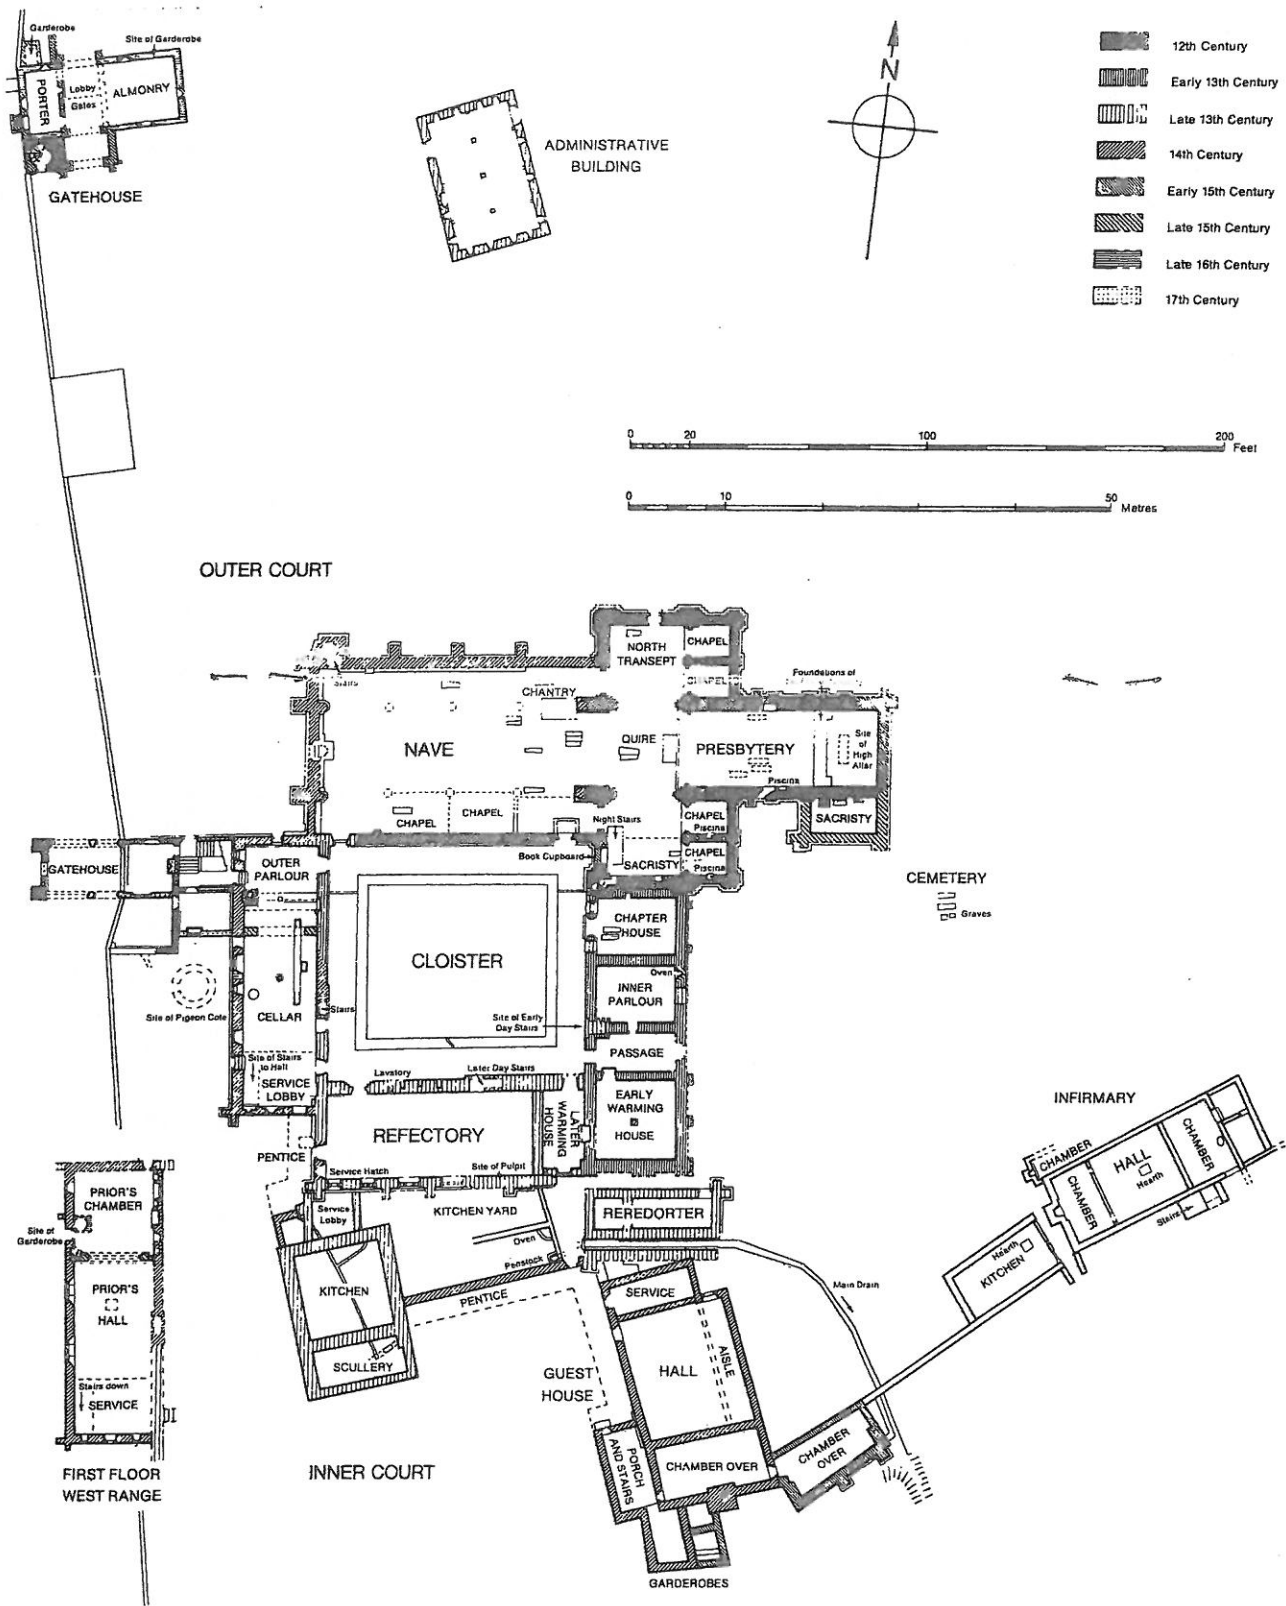 Garderobe
Site of Garderobe
PORTER
Lobby
Gates
ALMONRY
GATEHOUSE
ADMINISTRATIVE
BUILDING
N
12th Century
Early 13th Century
Late 13th Century
14th Century
Early 15th Century
Late 15th Century
Late 16th Century
17th Century
0 20 100 200 Feet
0 10 50 Metres
OUTER COURT
NORTH
TRANSEPT
CHAPEL
CHAPEL
Stairs
Foundations of
CHANTRY
NAVE
QUIRE
PRESBYTERY
Site
of
High
Altar
Piscina
CHAPEL
CHAPEL
Night Stairs
CHAPEL
Piscina
SACRISTY
GATEHOUSE
OUTER
PARLOUR
Book Cupboard
SACRISTY
CHAPEL
Piscina
CEMETERY
Graves
CHAPTER
HOUSE
CLOISTER
Oven
INNER
PARLOUR
Site of Pigeon Cote
CELLAR
Stairs
Site of Early
Day Stairs
PASSAGE
Site of Stairs
to Hall
SERVICE
LOBBY
Lavatory
Later Day Stairs
LATER
WARMING
HOUSE
EARLY
WARMING
HOUSE
REFECTORY
PENTICE
INFIRMARY
CHAMBER
HALL
Hearth
CHAMBER
CHAMBER
Stairs
Service Hatch
Site of Pulpit
PRIOR'S
CHAMBER
Site of
Garderobe
Service
Lobby
KITCHEN YARD
REREDORTER
Oven
Penstock
Hearth
KITCHEN
KITCHEN
PENTICE
SERVICE
Main Drain
PRIOR'S
HALL
SCULLERY
GUEST
HOUSE
HALL
AISLE
Stairs down
SERVICE
CHAMBER
OVER
PORCH
AND STAIRS
CHAMBER OVER
FIRST FLOOR
WEST RANGE
INNER COURT
GARDEROBES